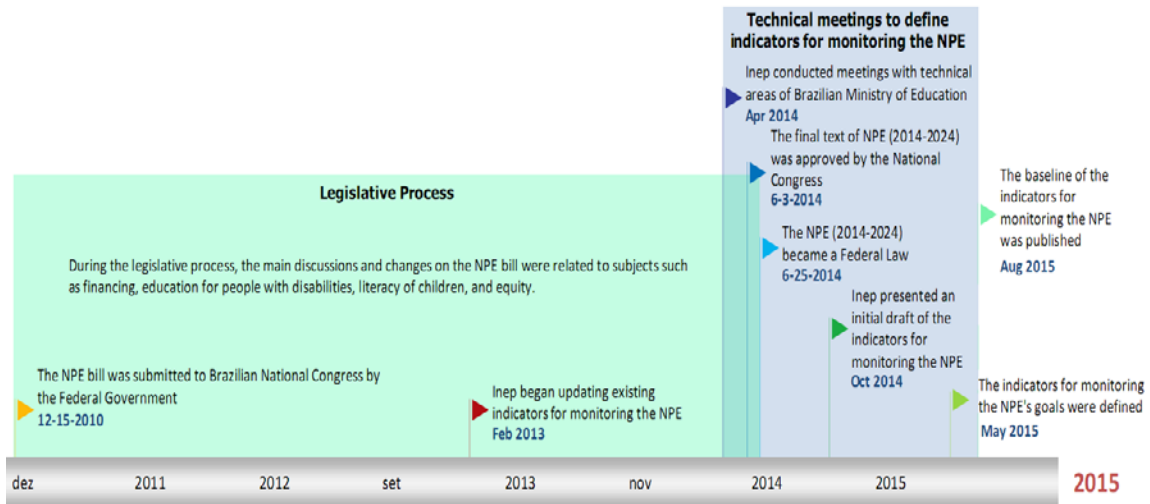 Technical meetings to define
indicators for monitoring the NPE
Inep conducted meetings with technical
areas of Brazilian Ministry of Education
Apr 2014
The final text of NPE (2014-2024)
was approved by the National
Congress
6-3-2014
The NPE (2014-2024)
became a Federal Law
6-25-2014
Inep presented an
initial draft of the
indicators for
monitoring the NPE
Oct 2014
The baseline of the
indicators for
monitoring the NPE
was published
Aug 2015
The indicators for monitoring
the NPE's goals were defined
May 2015
Legislative Process
During the legislative process, the main discussions and changes on the NPE bill were related to subjects such
as financing, education for people with disabilities, literacy of children, and equity.
The NPE bill was submitted to Brazilian National Congress by
the Federal Government
12-15-2010
Inep began updating existing
indicators for monitoring the NPE
Feb 2013
dez 2011 2012 set 2013 nov 2014 2015 2015